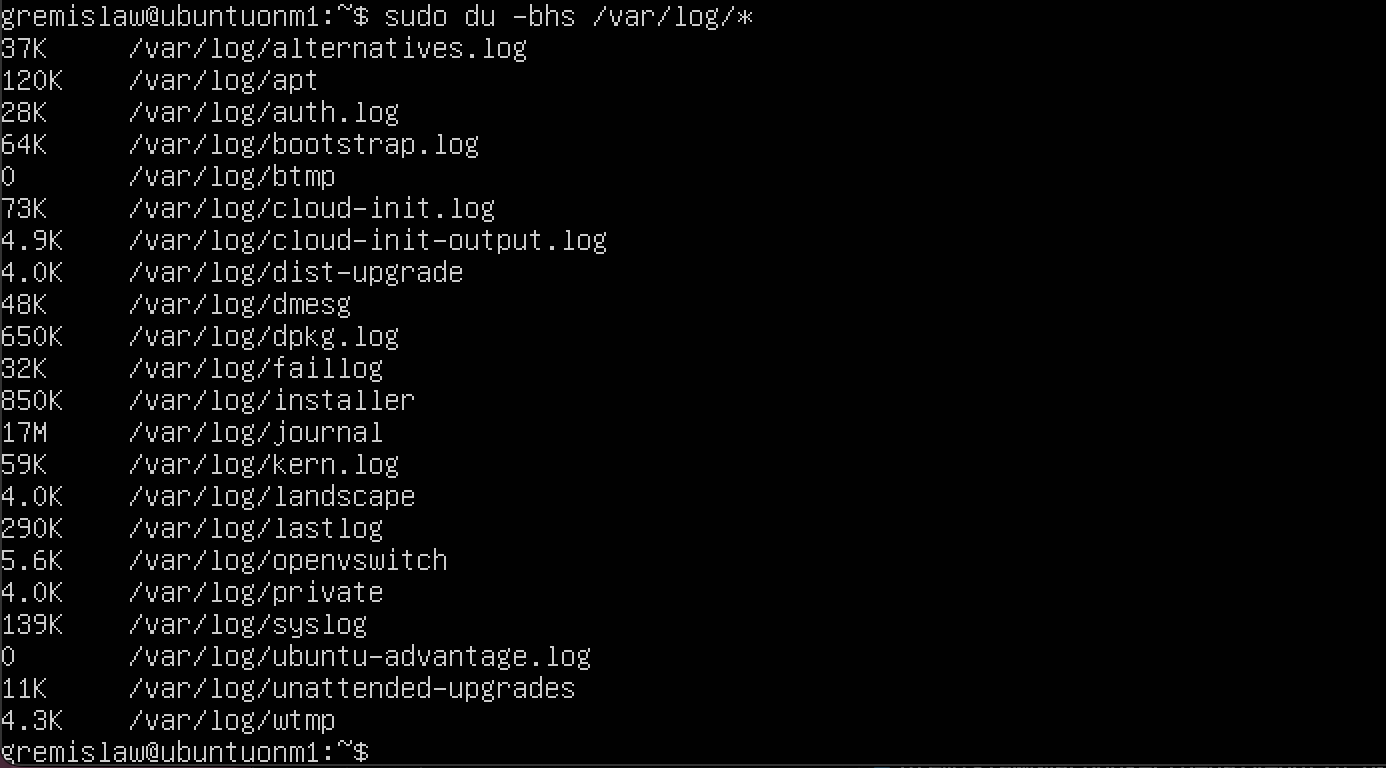 gremislaw@ubuntuonm1:~$ sudo du -bhs /var/log/*
37K /var/log/alternatives.log
120K /var/log/apt
28K /var/log/auth.log
64K /var/log/bootstrap.log
0 /var/log/btmp
73K /var/log/cloud-init.log
4.9K /var/log/cloud-init-output.log
4.0K /var/log/dist-upgrade
48K /var/log/dmesg
650K /var/log/dpkg.log
32K /var/log/faillog
850K /var/log/installer
17M /var/log/journal
59K /var/log/kern.log
4.0K /var/log/landscape
290K /var/log/lastlog
5.6K /var/log/openvswitch
4.0K /var/log/private
139K /var/log/syslog
0 /var/log/ubuntu-advantage.log
11K /var/log/unattended-upgrades
4.3K /var/log/wtmp
gremislaw@ubuntuonm1:~$